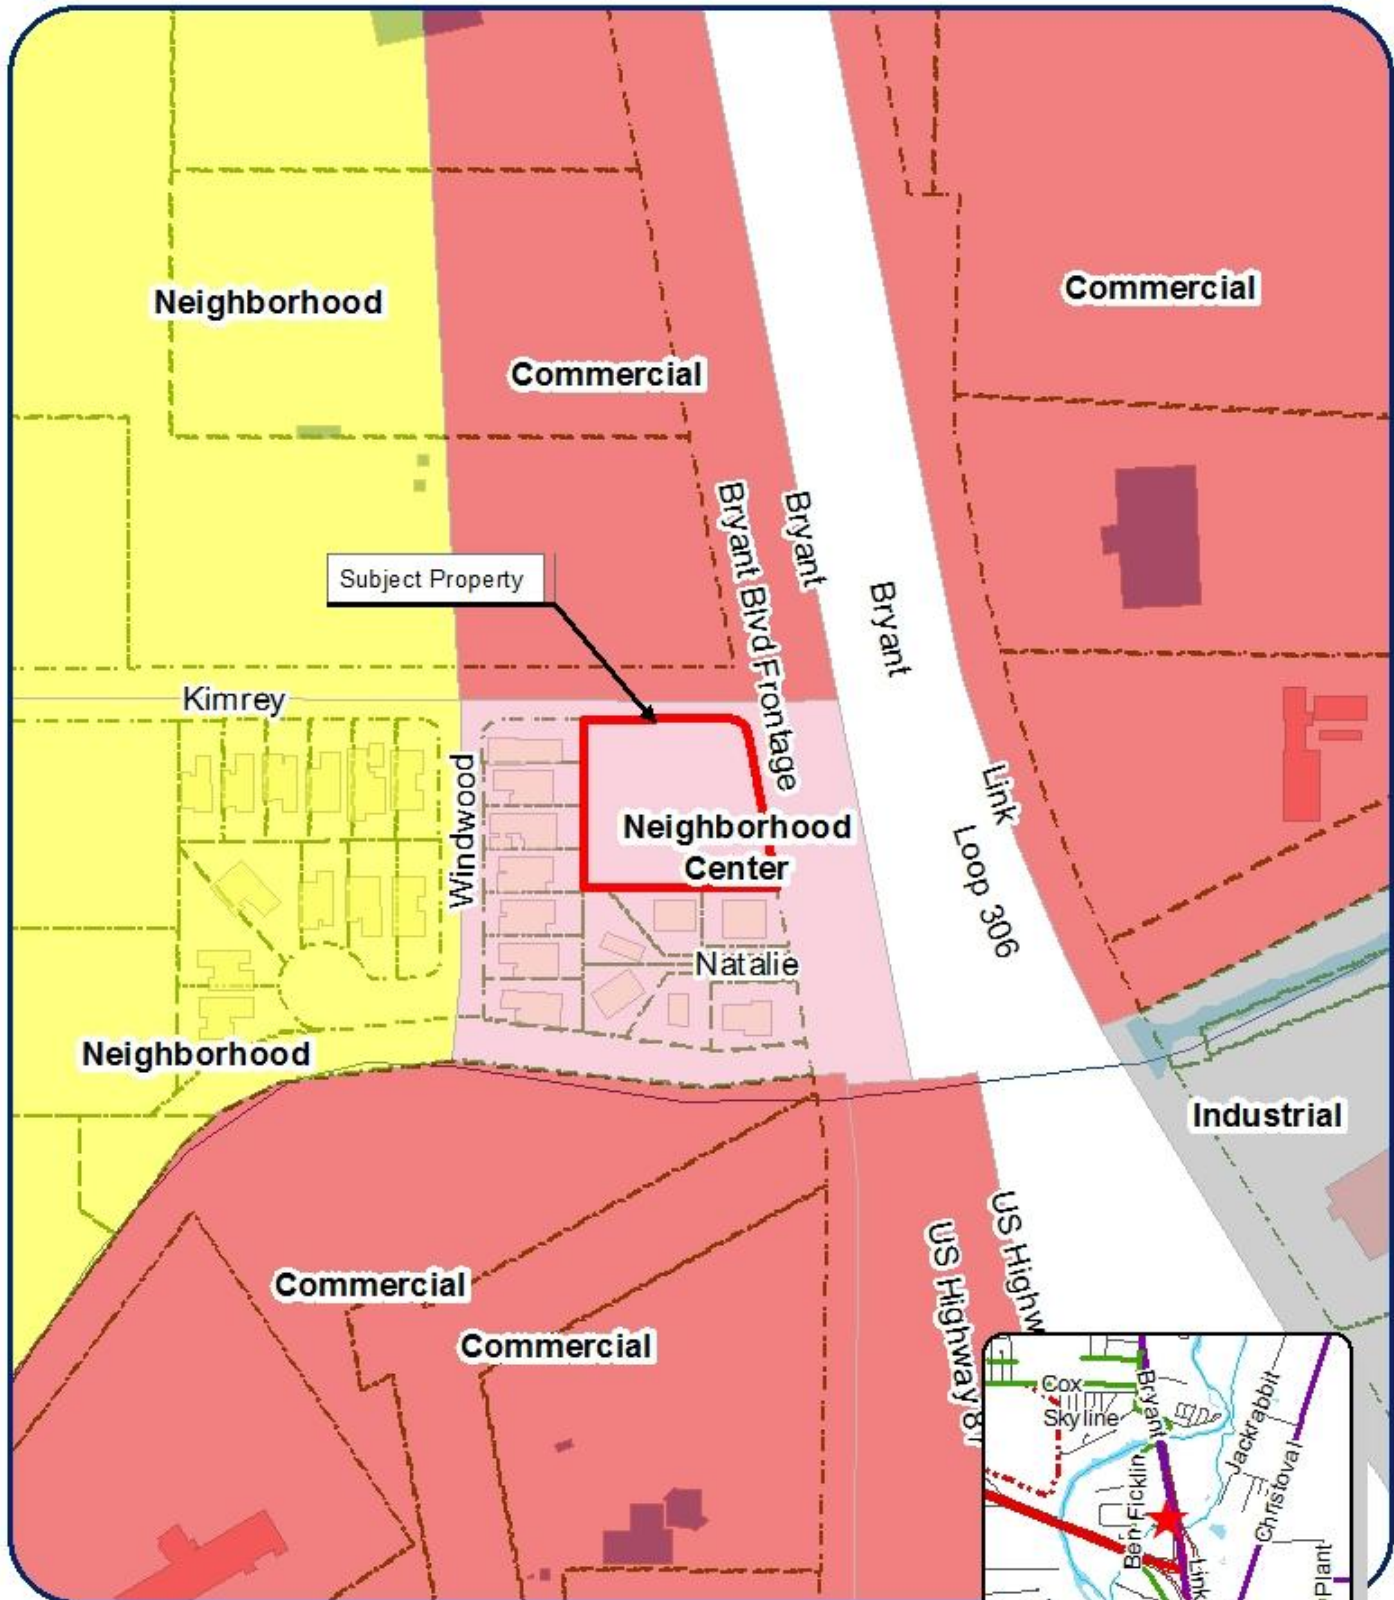 Neighborhood
Commercial
Commercial
Bryant
Bryant Blvd Frontage
Bryant
Subject Property
Kimrey
Windwood
Link
Loop 306
Neighborhood
Center
Natalie
Neighborhood
Industrial
Commercial
Commercial
US Highway 87
US Highw
Cox
Skyline
Bryant
Jackrabbit
Christoval
Ben Ficklin
Link
Plant